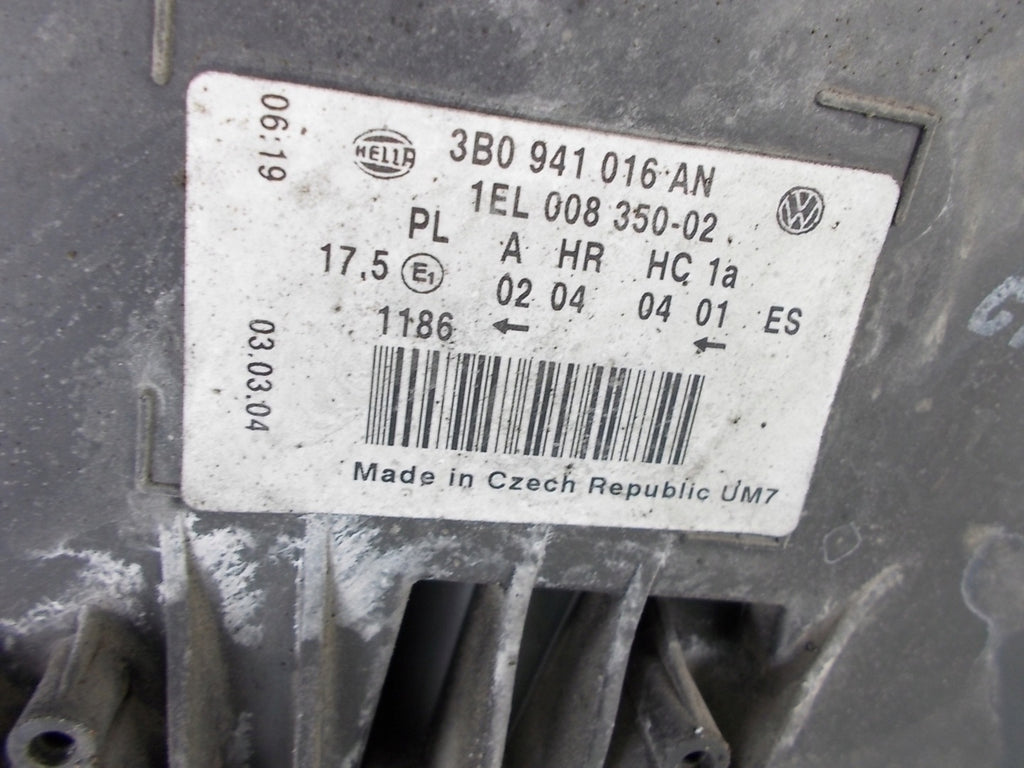 06:19
HELLA
3B0 941 016 AN
1EL 008 350-02
PL A HR HC 1a
17,5 E1 02 04 04 01 ES
1186
03.03.04
Made in Czech Republic UM7